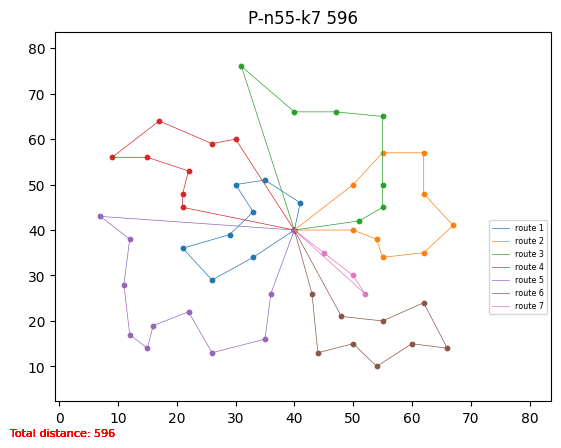 P-n55-k7 596
80
70
60
50
40
30
20
10
0 10 20 30 40 50 60 70 80
route 1
route 2
route 3
route 4
route 5
route 6
route 7
Total distance: 596